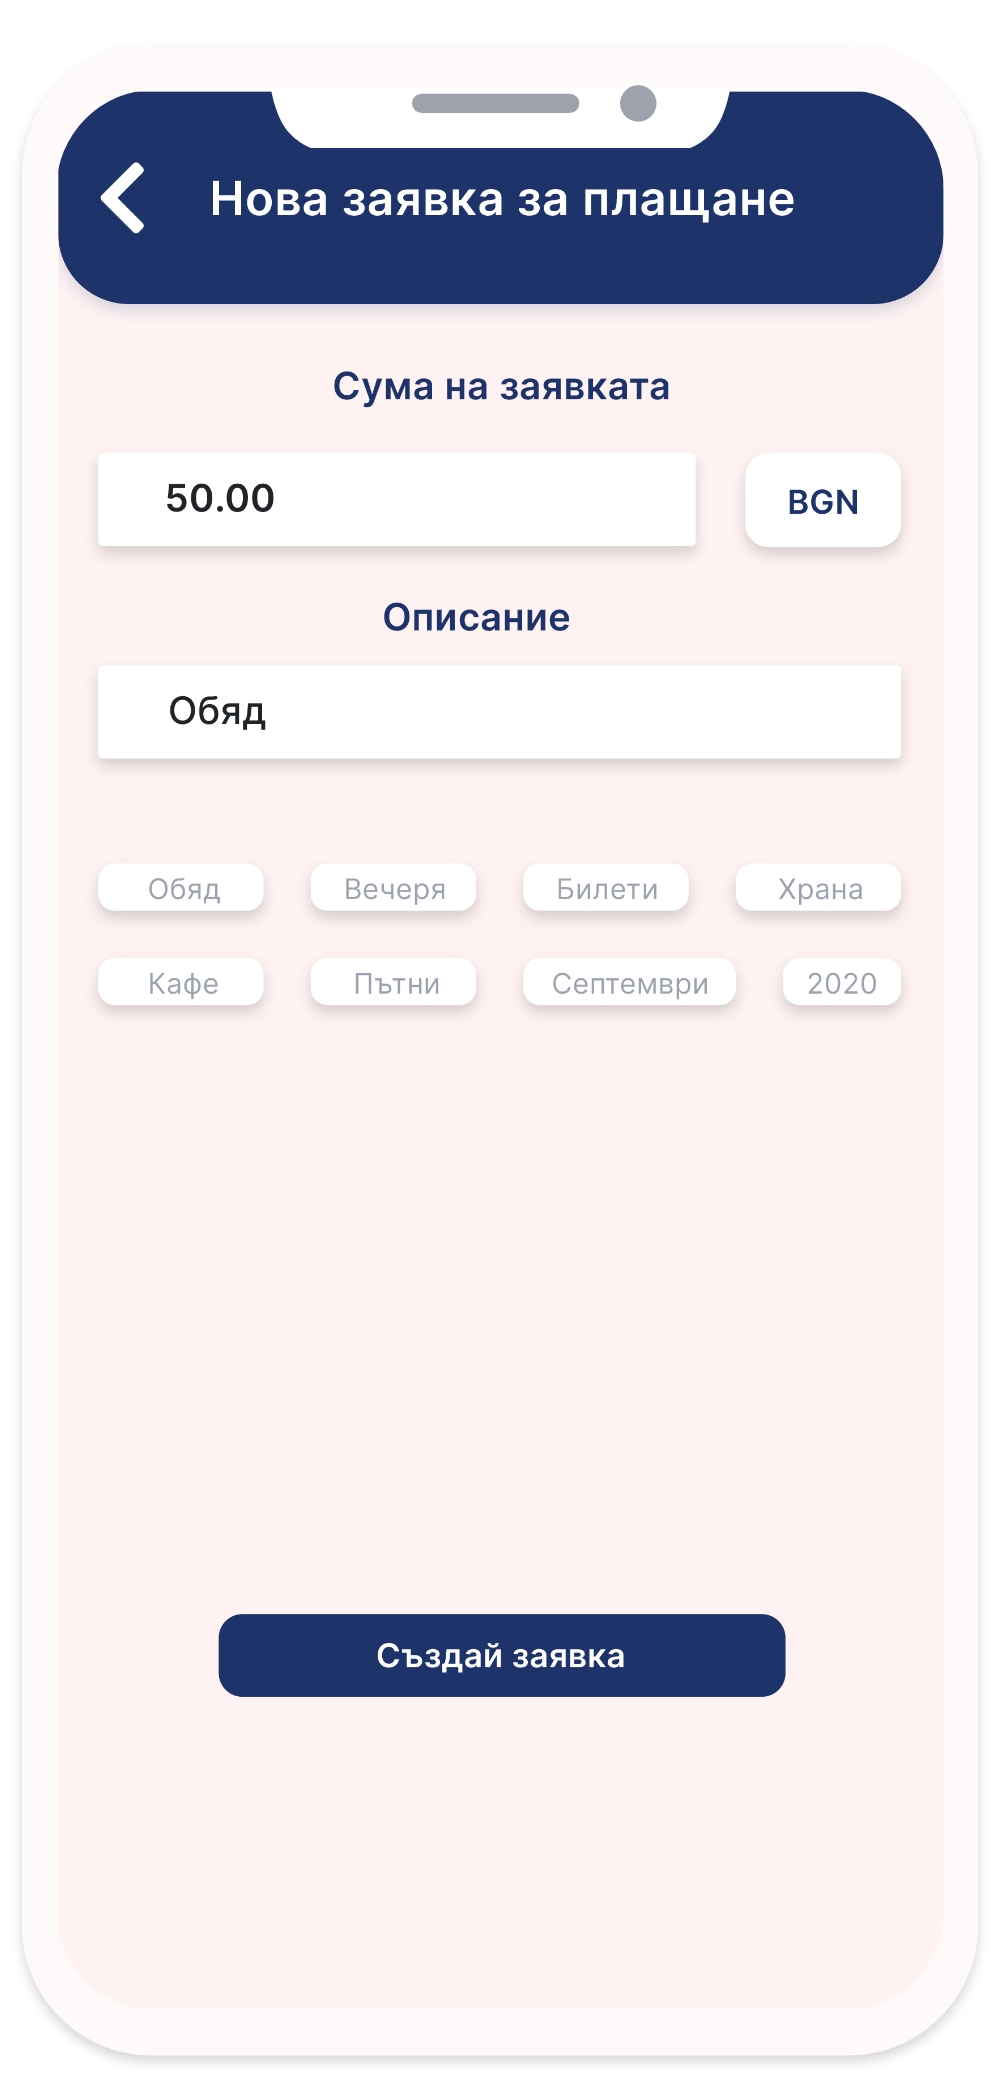 Нова заявка за плащане
Сума на заявката
50.00 BGN
Описание
Обяд
Обяд Вечеря Билети Храна
Кафе Пътни Септември 2020
Създай заявка